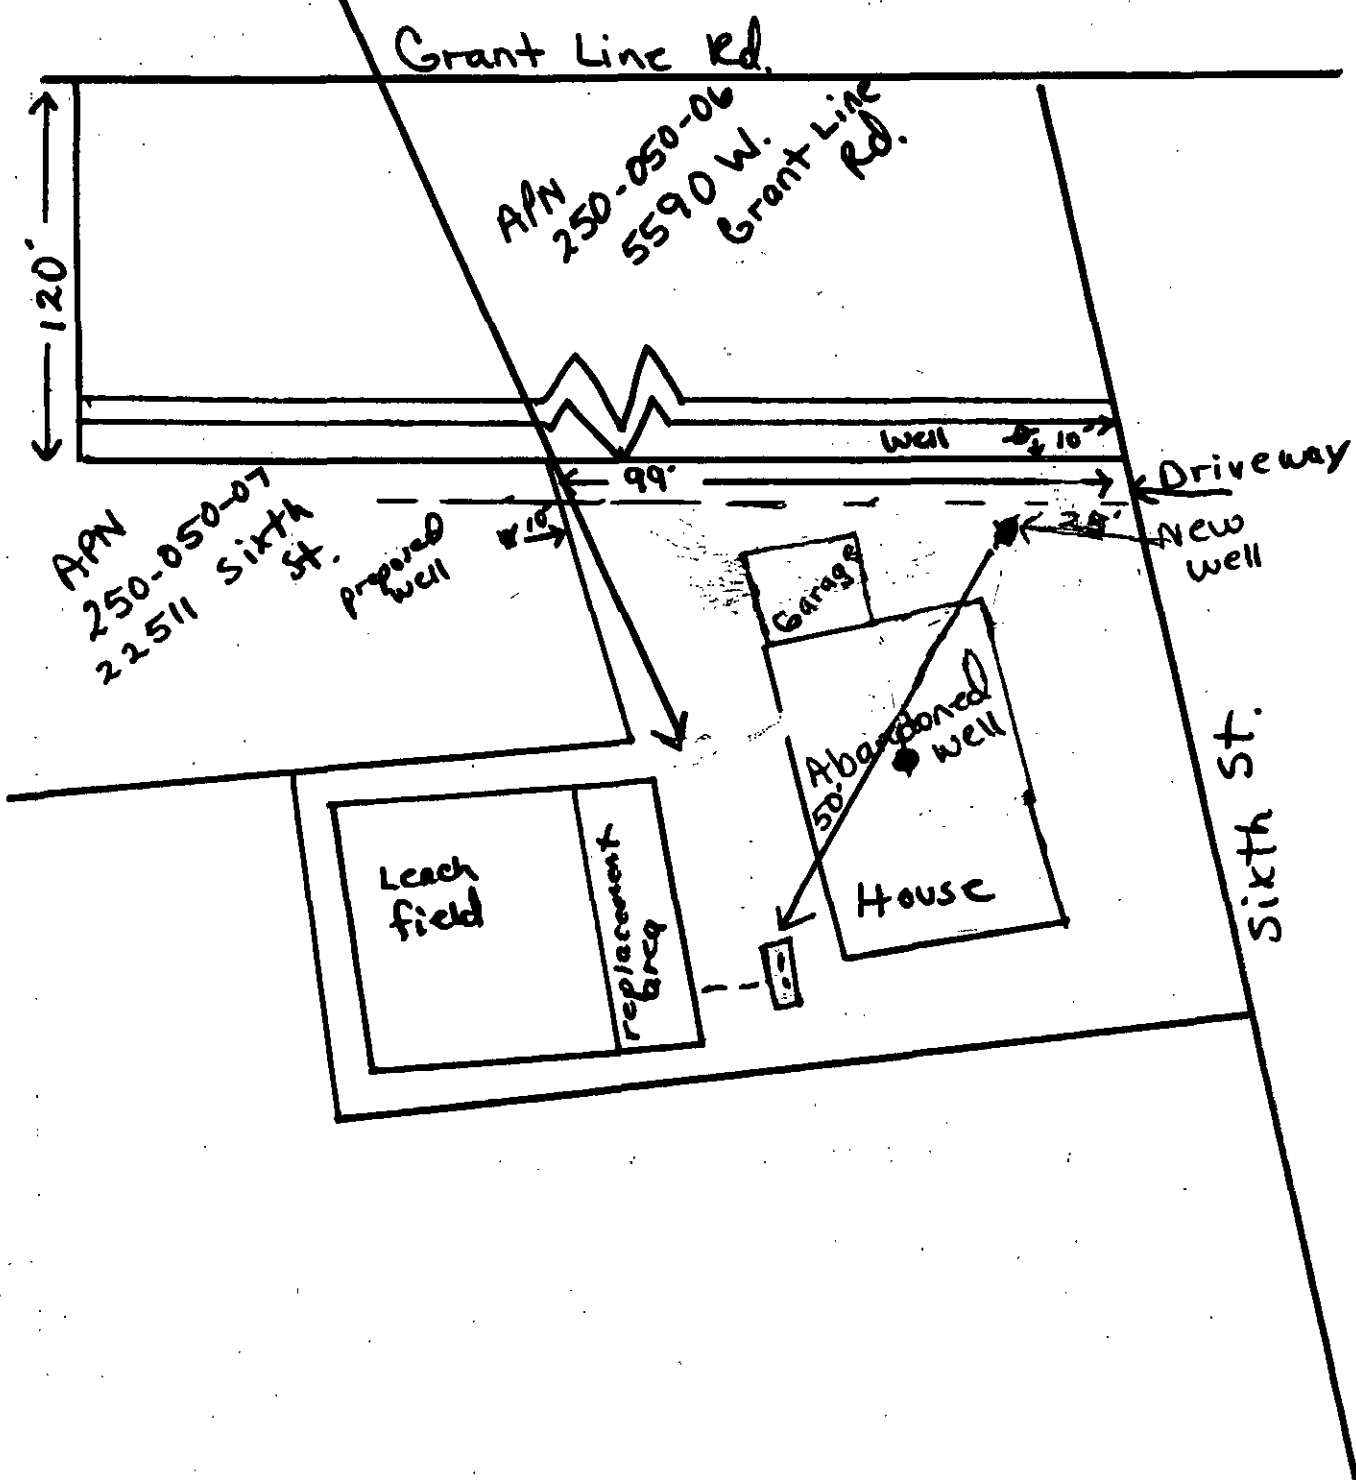 Grant Line Rd.
APN
250-050-06
5590 W.
Grant Line
Rd.
120'
well
10'
99'
Driveway
New
well
APN
250-050-07
22511 Sixth
St.
proposed
well
10'
Garage
Abandoned
well
50'
House
Leach
field
replacement
area
Sixth St.